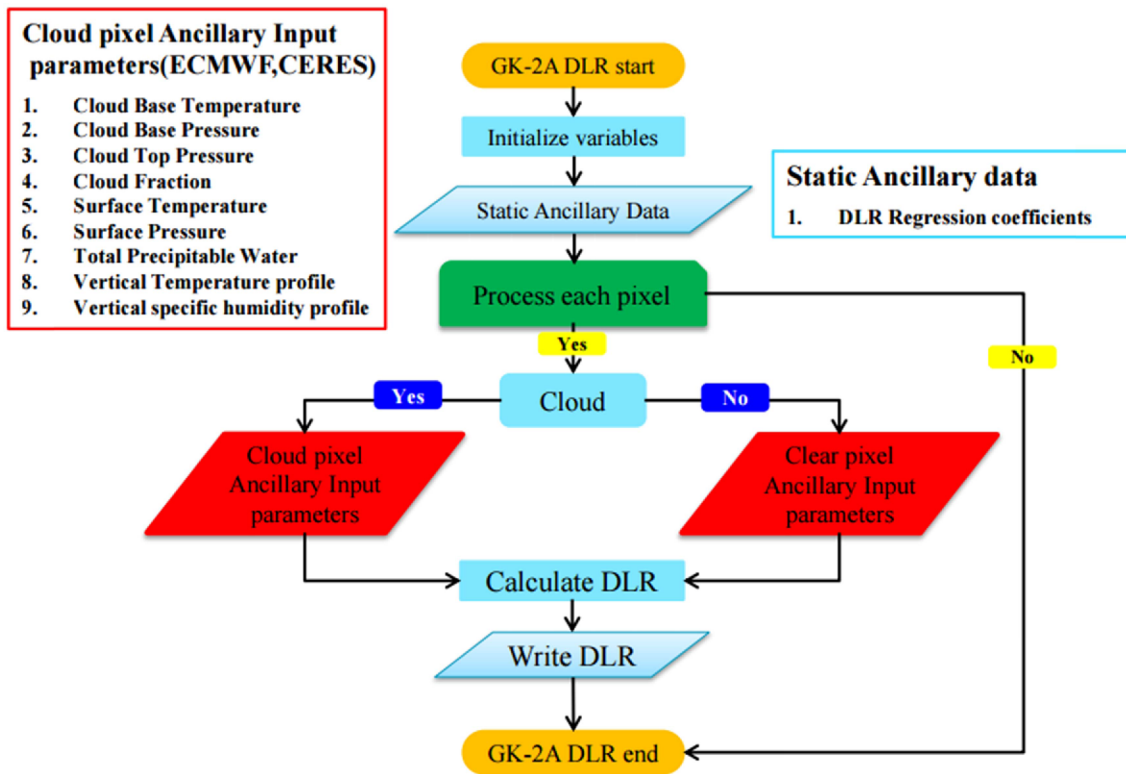 Cloud pixel Ancillary Input
parameters(ECMWF,CERES)
1. Cloud Base Temperature
2. Cloud Base Pressure
3. Cloud Top Pressure
4. Cloud Fraction
5. Surface Temperature
6. Surface Pressure
7. Total Precipitable Water
8. Vertical Temperature profile
9. Vertical specific humidity profile
GK-2A DLR start
Initialize variables
Static Ancillary Data
Static Ancillary data
1. DLR Regression coefficients
Process each pixel
Yes
No
Yes
Cloud
No
Cloud pixel
Ancillary Input
parameters
Clear pixel
Ancillary Input
parameters
Calculate DLR
Write DLR
GK-2A DLR end